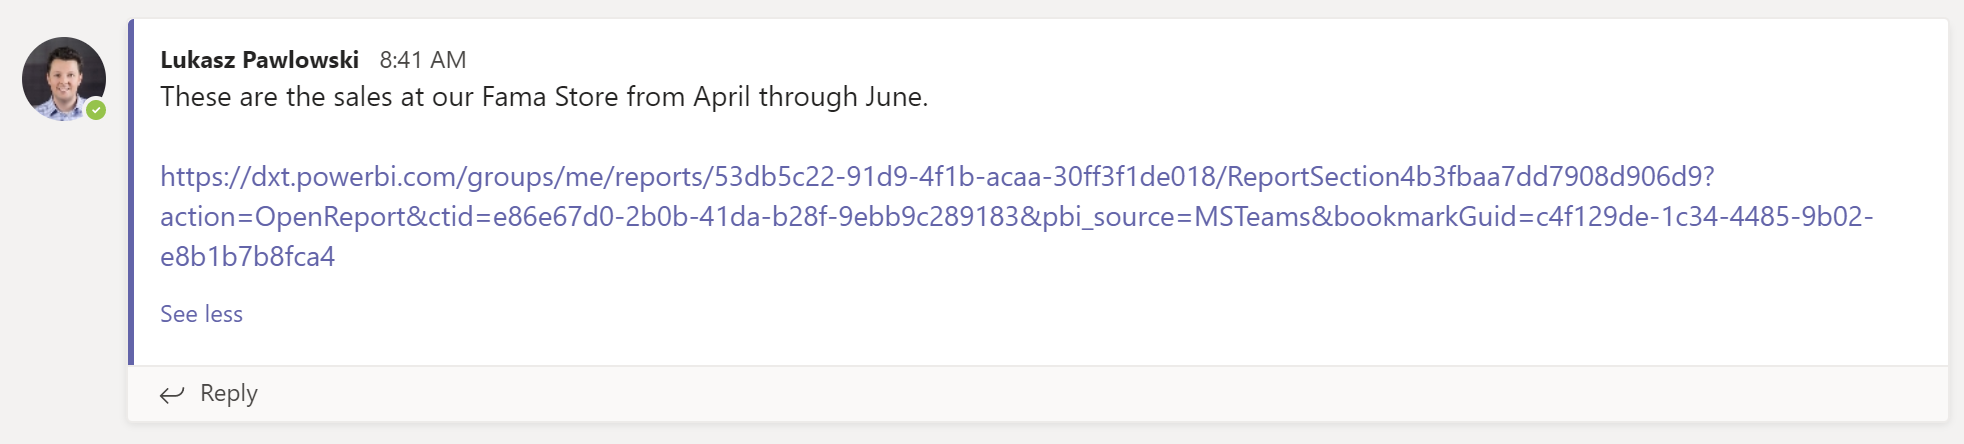 Lukasz Pawlowski 8:41 AM
These are the sales at our Fama Store from April through June.
https://dxt.powerbi.com/groups/me/reports/53db5c22-91d9-4f1b-acaa-30ff3f1de018/ReportSection4b3fbaa7dd7908d906d9?
action=OpenReport&ctid=e86e67d0-2b0b-41da-b28f-9ebb9c289183&pbi_source=MSTeams&bookmarkGuid=c4f129de-1c34-4485-9b02-
e8b1b7b8fca4
See less
Reply